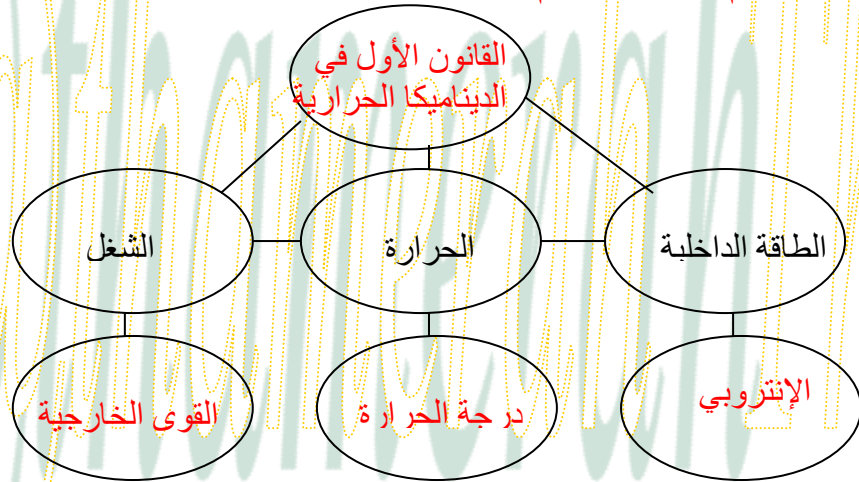 القانون الأول في
الديناميكا الحرارية
الطاقة الداخلية
الحرارة
الشغل
الإنتروبي
درجة الحرارة
القوى الخارجية